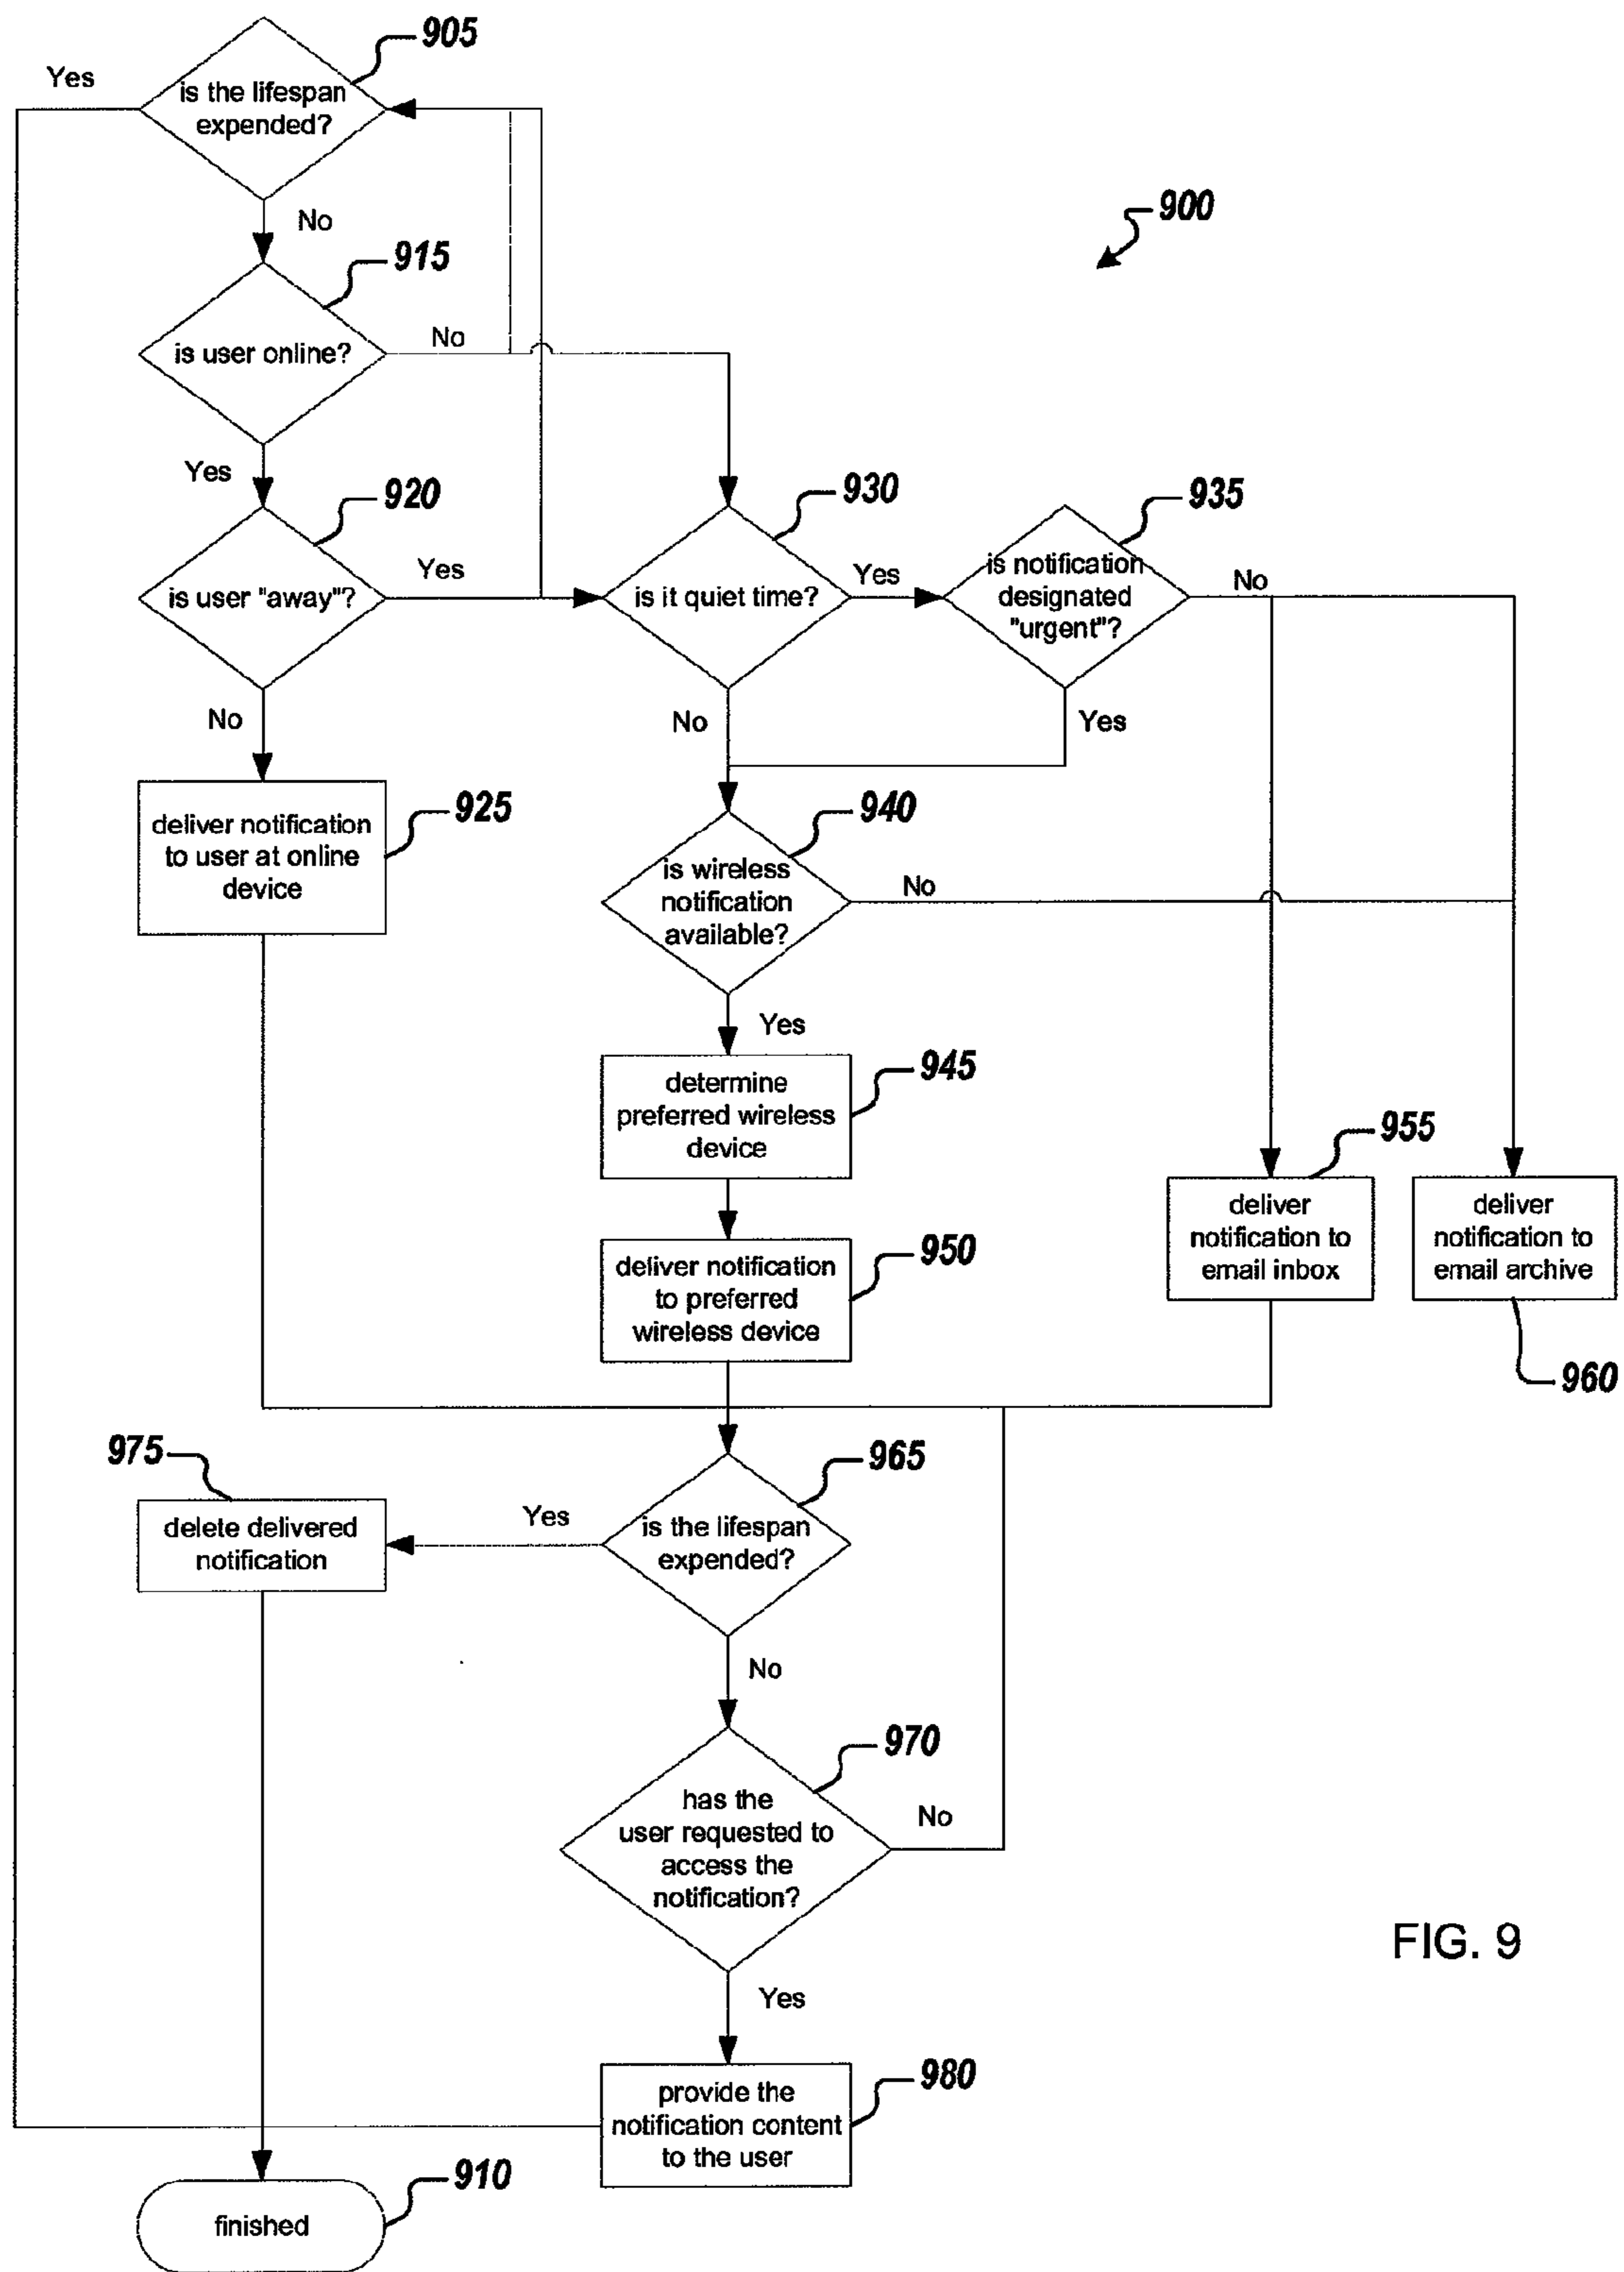 905
Yes
is the lifespan
expended?
900
No
915
is user online?
No
Yes
920
930
935
is user "away"?
Yes
is it quiet time?
Yes
is notification
designated
"urgent"?
No
No
No
Yes
925
deliver notification
to user at online
device
940
is wireless
notification
available?
No
Yes
945
determine
preferred wireless
device
955
deliver
notification to
email inbox
deliver
notification to
email archive
950
deliver notification
to preferred
wireless device
960
975
965
delete delivered
notification
Yes
is the lifespan
expended?
No
970
has the
user requested to
access the
notification?
No
FIG. 9
Yes
980
provide the
notification content
to the user
910
finished